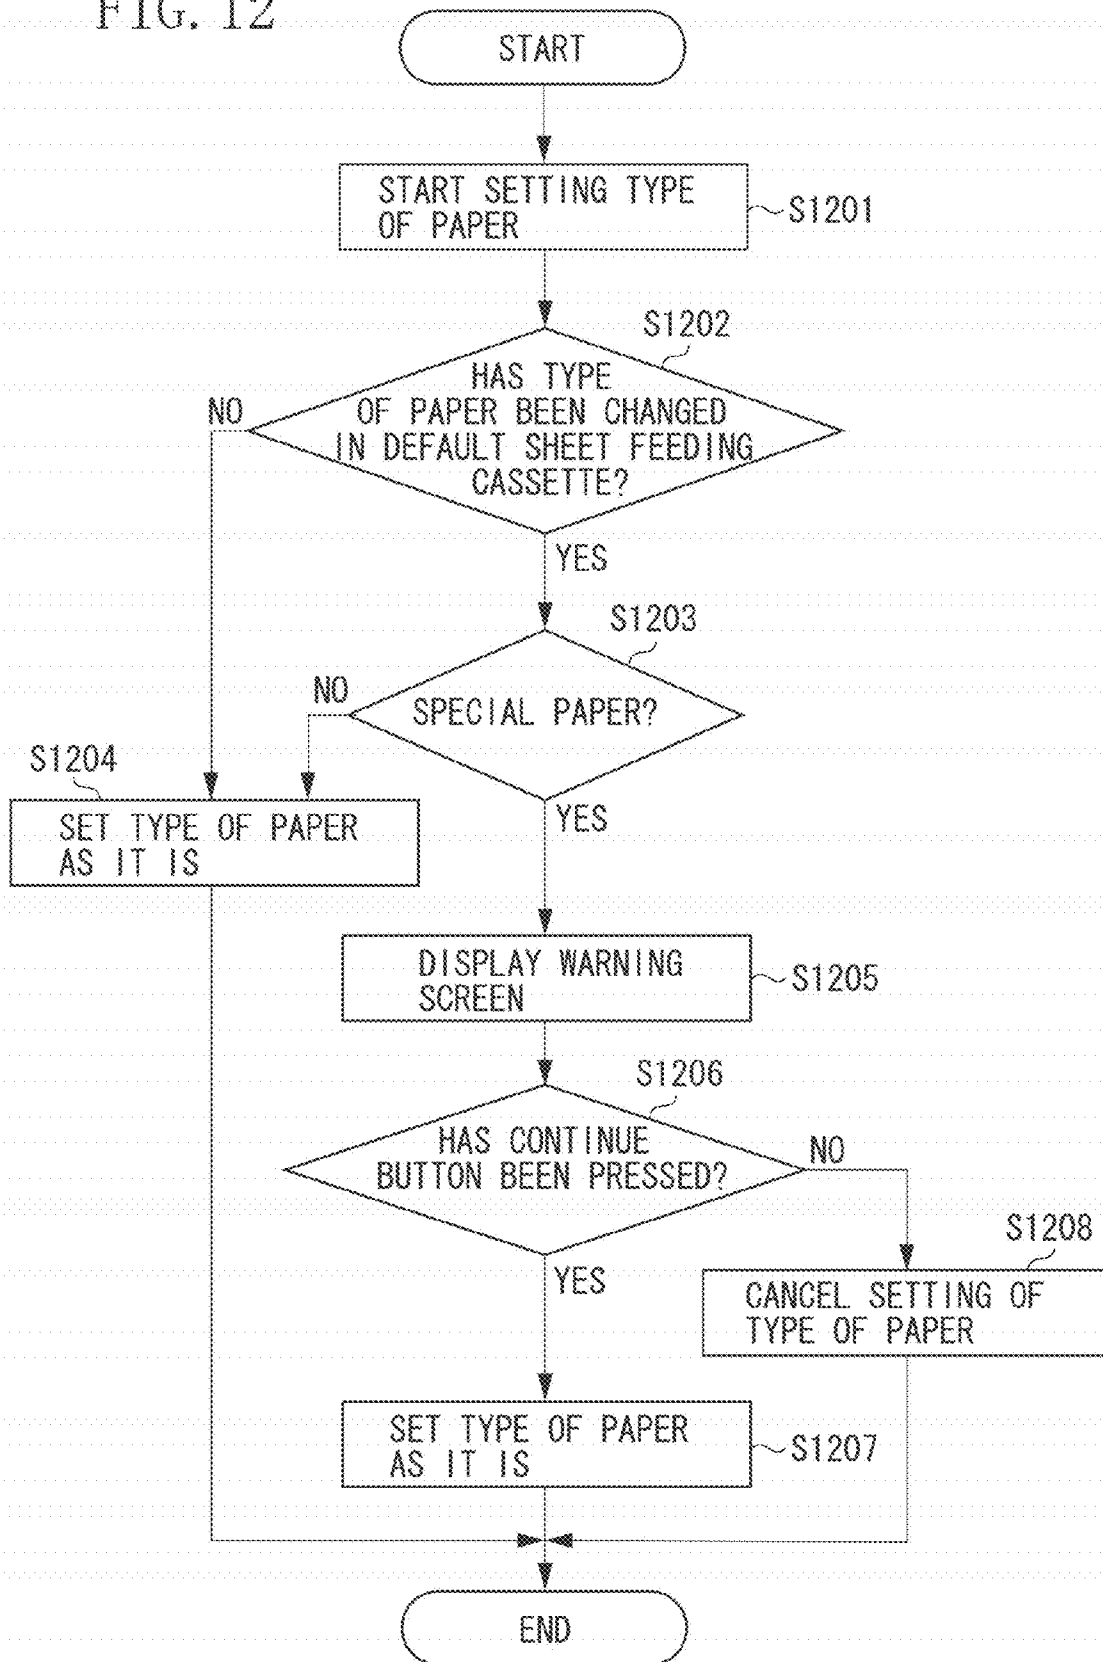 FIG. 12
START
START SETTING TYPE
OF PAPER
S1201
S1202
HAS TYPE
OF PAPER BEEN CHANGED
IN DEFAULT SHEET FEEDING
CASSETTE?
NO
YES
S1203
SPECIAL PAPER?
NO
YES
S1204
SET TYPE OF PAPER
AS IT IS
DISPLAY WARNING
SCREEN
S1205
S1206
HAS CONTINUE
BUTTON BEEN PRESSED?
NO
YES
S1208
CANCEL SETTING OF
TYPE OF PAPER
SET TYPE OF PAPER
AS IT IS
S1207
END